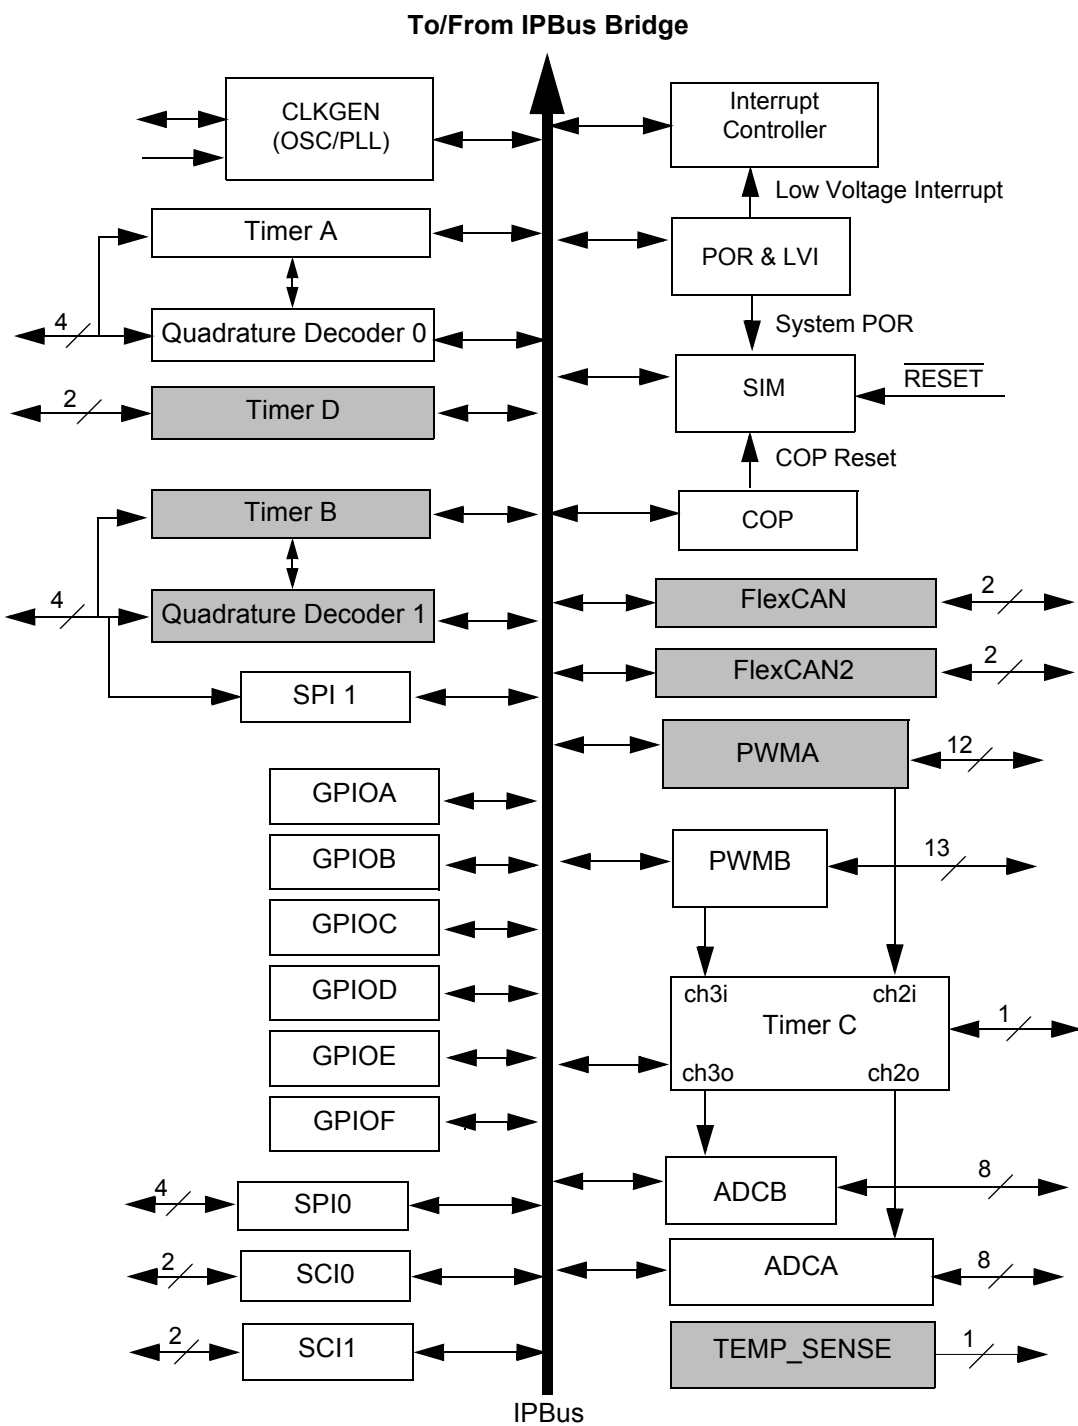 To/From IPBus Bridge
CLKGEN
(OSC/PLL)
Timer A
4
Quadrature Decoder 0
2
Timer D
Timer B
4
Quadrature Decoder 1
SPI 1
GPIOA
GPIOB
GPIOC
GPIOD
GPIOE
GPIOF
4
SPI0
2
SCI0
2
SCI1
Interrupt
Controller
Low Voltage Interrupt
POR & LVI
System POR
SIM
RESET
COP Reset
COP
FlexCAN
2
FlexCAN2
2
PWMA
12
PWMB
13
ch3i
ch2i
Timer C
1
ch3o
ch2o
ADCB
8
ADCA
8
TEMP_SENSE
1
IPBus